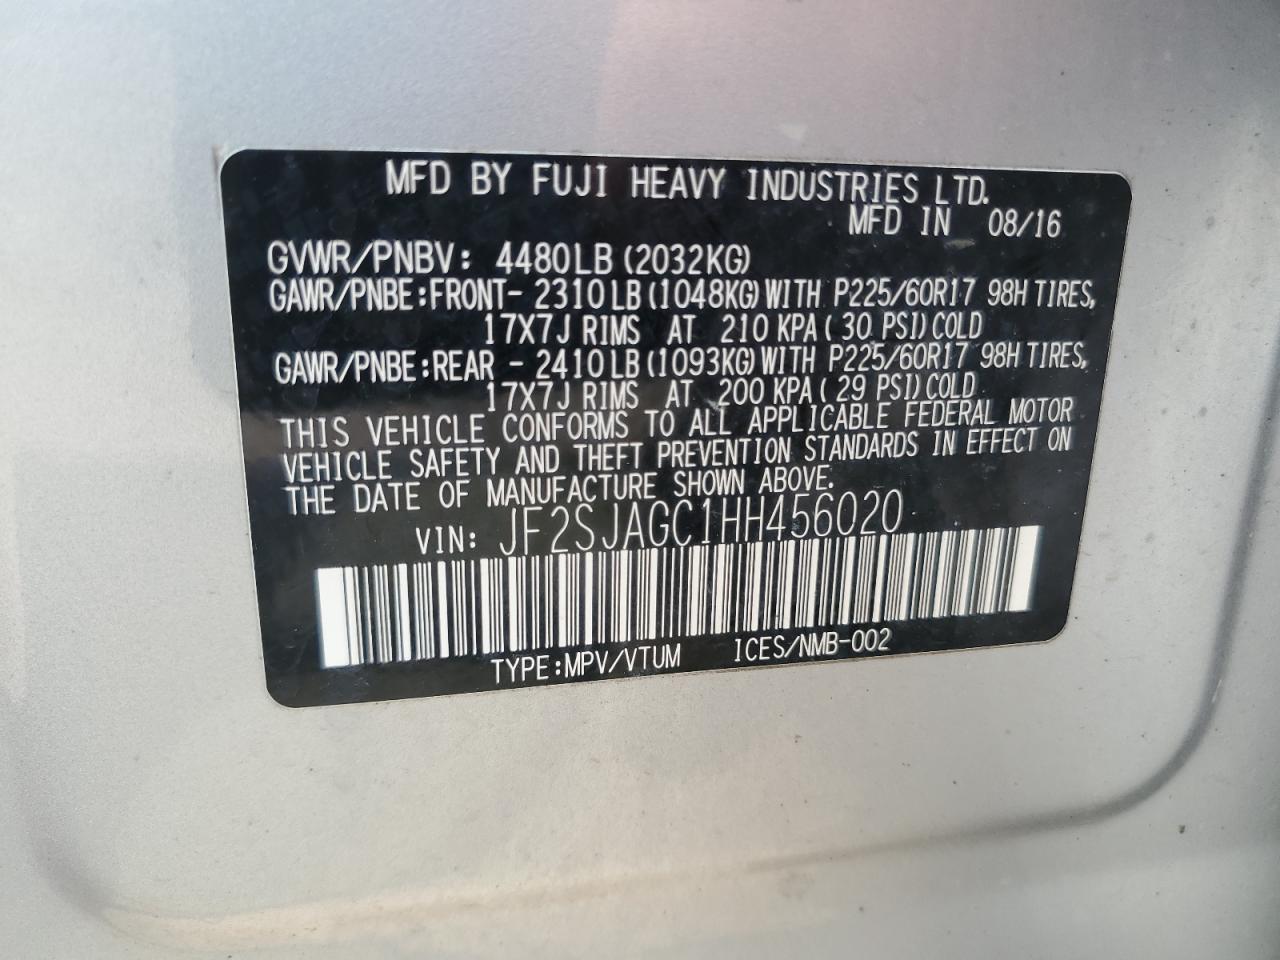 MFD BY FUJI HEAVY INDUSTRIES LTD.
MFD IN 08/16
GVWR/PNBV: 4480LB (2032KG)
GAWR/PNBE:FRONT- 2310LB (1048KG) WITH P225/60R17 98H TIRES,
17X7J RIMS AT 210 KPA ( 30 PSI) COLD
GAWR/PNBE:REAR - 2410LB (1093KG) WITH P225/60R17 98H TIRES,
17X7J RIMS AT 200 KPA ( 29 PSI) COLD
THIS VEHICLE CONFORMS TO ALL APPLICABLE FEDERAL MOTOR
VEHICLE SAFETY AND THEFT PREVENTION STANDARDS IN EFFECT ON
THE DATE OF MANUFACTURE SHOWN ABOVE.
VIN: JF2SJAGC1HH456020
TYPE:MPV/VTUM ICES/NMB-002